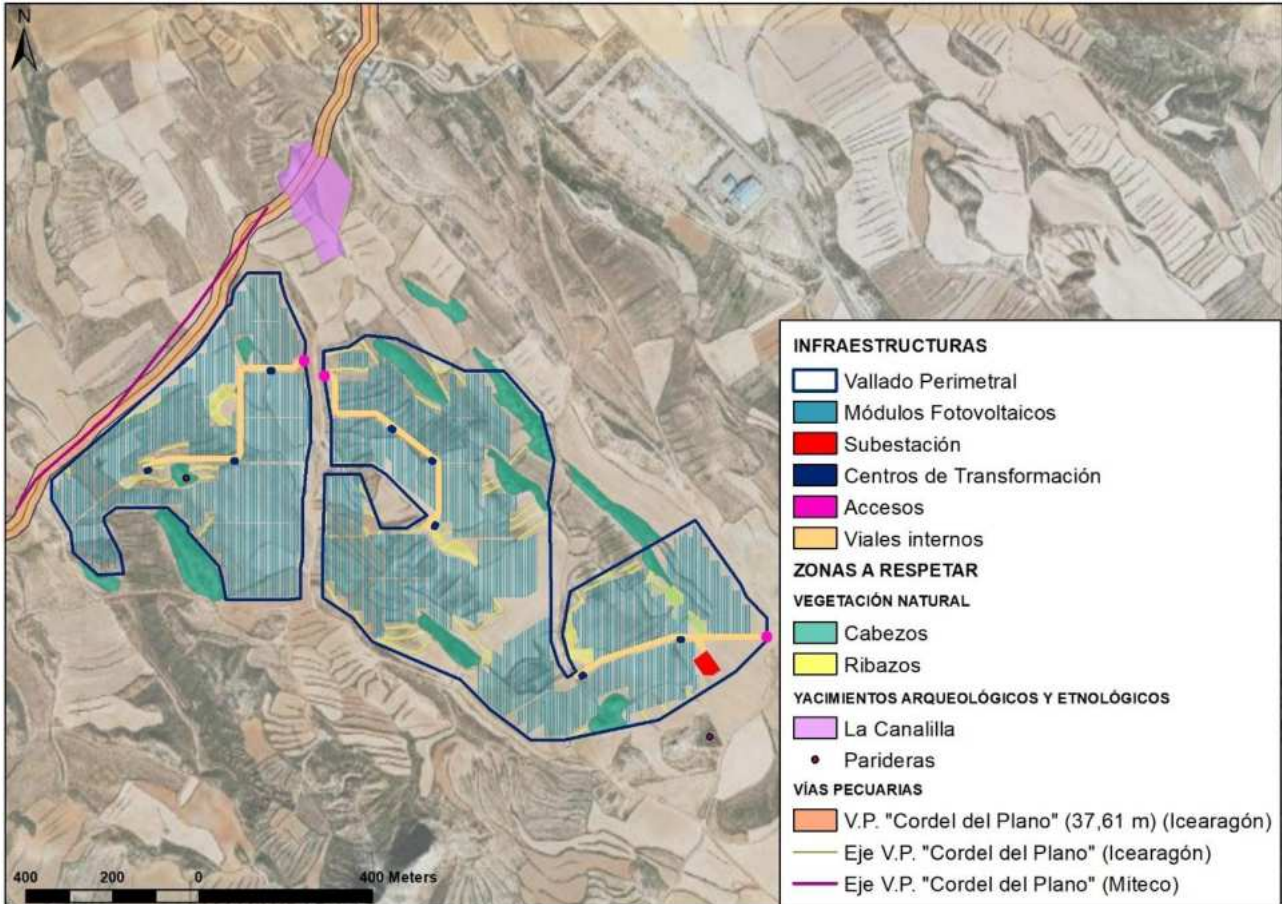 N
INFRAESTRUCTURAS
Vallado Perimetral
Módulos Fotovoltaicos
Subestación
Centros de Transformación
Accesos
Viales internos
ZONAS A RESPETAR
VEGETACIÓN NATURAL
Cabezos
Ribazos
YACIMIENTOS ARQUEOLÓGICOS Y ETNOLÓGICOS
La Canalilla
Parideras
VÍAS PECUARIAS
V.P. "Cordel del Plano" (37,61 m) (Icearagón)
Eje V.P. "Cordel del Plano" (Icearagón)
Eje V.P. "Cordel del Plano" (Miteco)
400 200 0 400 Meters